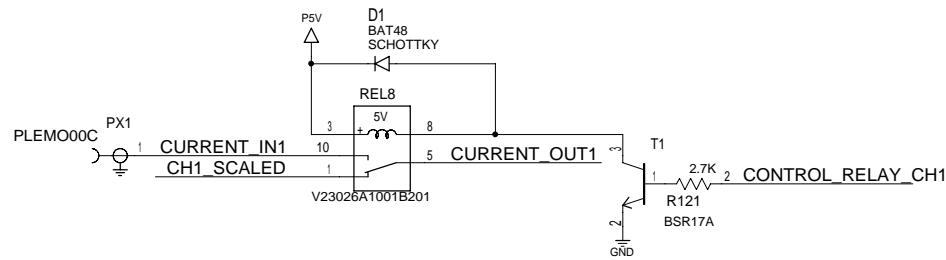 D1
P5V
BAT48
SCHOTTKY
REL8
5V
3
+
8
PLEMO00C
PX1
1
CURRENT_IN1
10
CH1_SCALED
1
5
CURRENT_OUT1
V23026A1001B201
T1
3
1
2.7K
2
CONTROL_RELAY_CH1
R121
BSR17A
2
GND